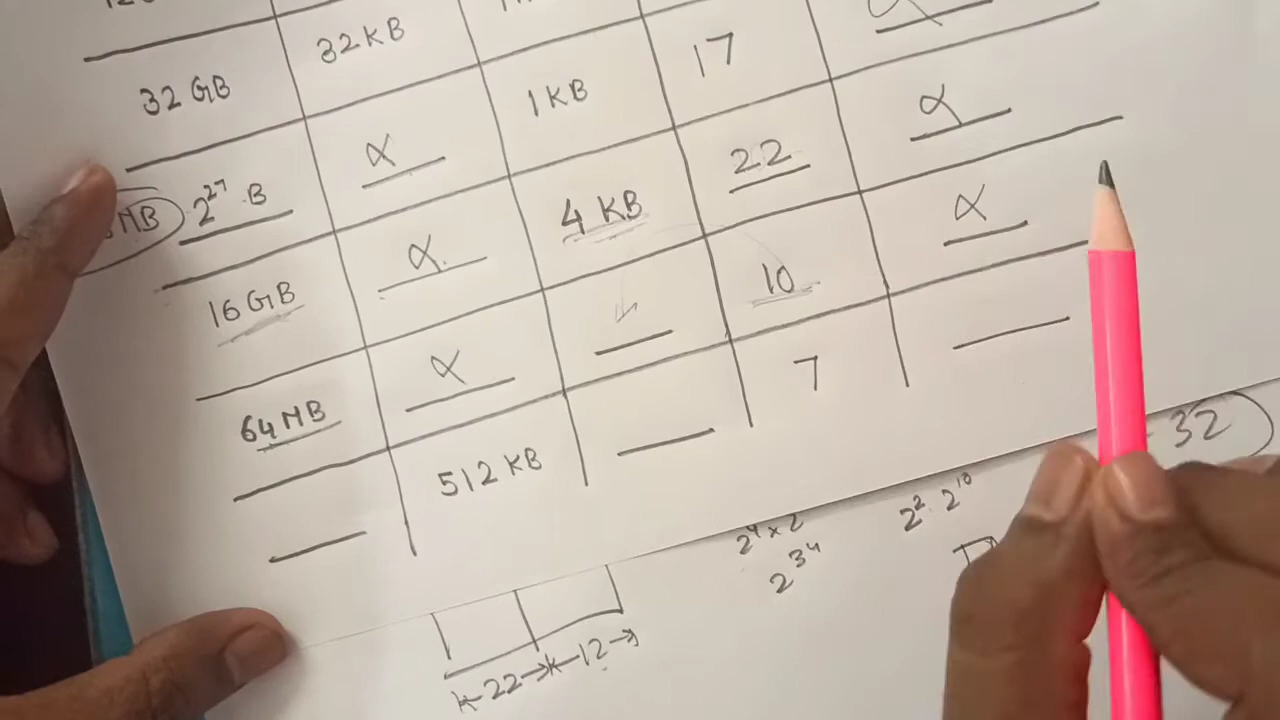 32 GB 32 KB
1 KB 17
MB 2^27 B α
4 KB 22 α
16 GB α
10 α
64 MB α
7
512 KB
32
2^4 × 2
2^2 · 2^10
2^34
22 12